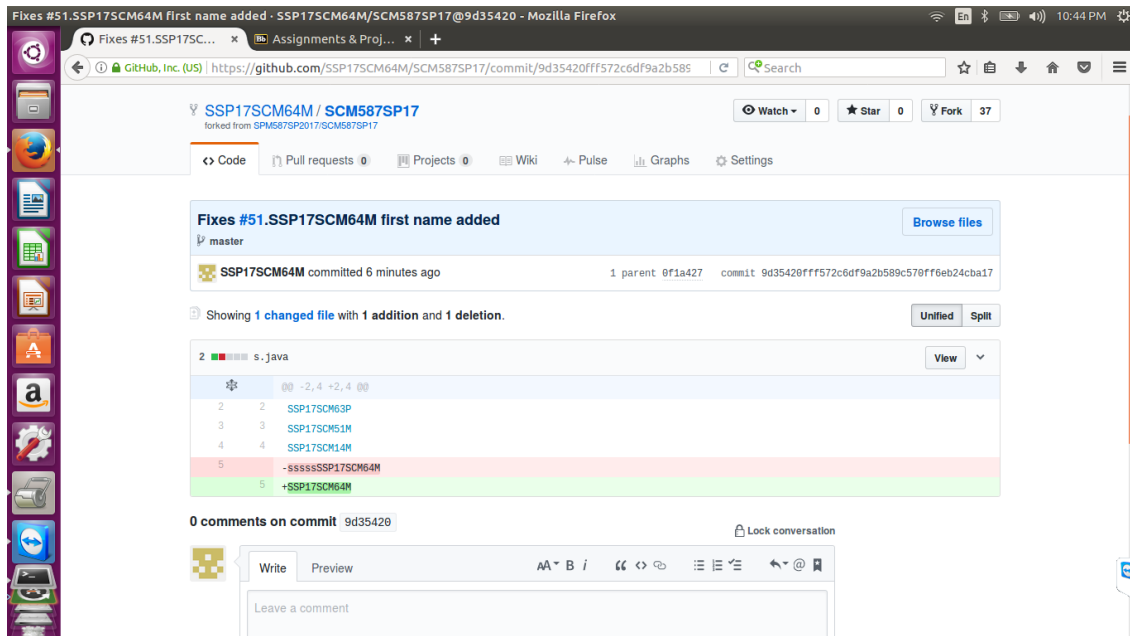 Fixes #51.SSP17SCM64M first name added · SSP17SCM64M/SCM587SP17@9d35420 - Mozilla Firefox
En
10:44 PM
Fixes #51.SSP17SC... ×
Bb Assignments & Proj... × +
GitHub, Inc. (US) https://github.com/SSP17SCM64M/SCM587SP17/commit/9d35420fff572c6df9a2b589
Search
SSP17SCM64M / SCM587SP17
forked from SPM587SP2017/SCM587SP17
Watch 0 Star 0 Fork 37
Code Pull requests 0 Projects 0 Wiki Pulse Graphs Settings
Fixes #51.SSP17SCM64M first name added
Browse files
master
SSP17SCM64M committed 6 minutes ago 1 parent 0f1a427 commit 9d35420fff572c6df9a2b589c570ff6eb24cba17
Showing 1 changed file with 1 addition and 1 deletion.
Unified Split
2 s.java View
@@ -2,4 +2,4 @@
2 2 SSP17SCM63P
3 3 SSP17SCM51M
4 4 SSP17SCM14M
5 -sssssSSP17SCM64M
5 +SSP17SCM64M
0 comments on commit 9d35420
Lock conversation
Write Preview AA B i “ <> @
Leave a comment